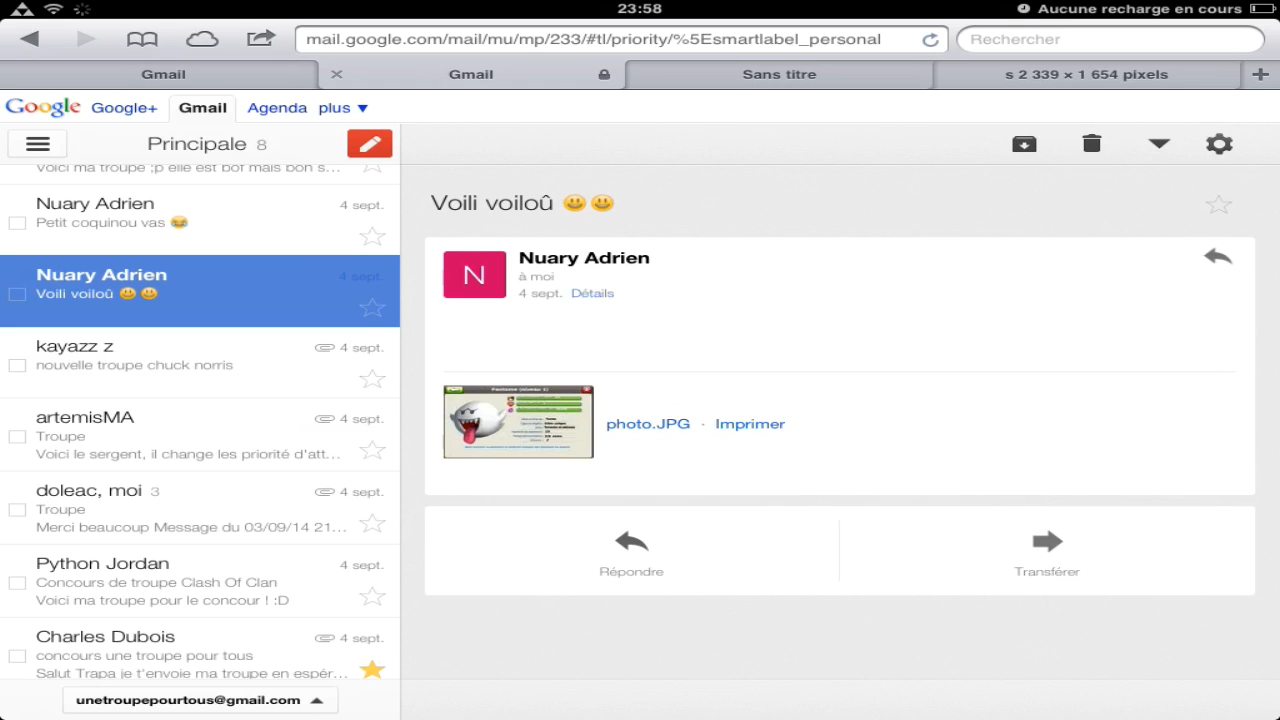 23:58
Aucune recharge en cours
mail.google.com/mail/mu/mp/233/#tl/priority/%5Esmartlabel_personal
Rechercher
Gmail
Gmail
Sans titre
s 2 339 × 1 654 pixels
Google Google+ Gmail Agenda plus ▼
Principale 8
Voici ma troupe ;p elle est bof mais bon s…
Nuary Adrien 4 sept.
Petit coquinou vas 😂
Nuary Adrien 4 sept.
Voili voiloû 😃 😃
kayazz z 4 sept.
nouvelle troupe chuck norris
artemisMA 4 sept.
Troupe
Voici le sergent, il change les priorité d'att…
doleac, moi 3 4 sept.
Troupe
Merci beaucoup Message du 03/09/14 21…
Python Jordan 4 sept.
Concours de troupe Clash Of Clan
Voici ma troupe pour le concour ! :D
Charles Dubois 4 sept.
concours une troupe pour tous
Salut Trapa je t'envoie ma troupe en espér…
unetroupepourtous@gmail.com
Voili voiloû 😃😃
N
Nuary Adrien
à moi
4 sept. Détails
photo.JPG · Imprimer
Répondre
Transférer